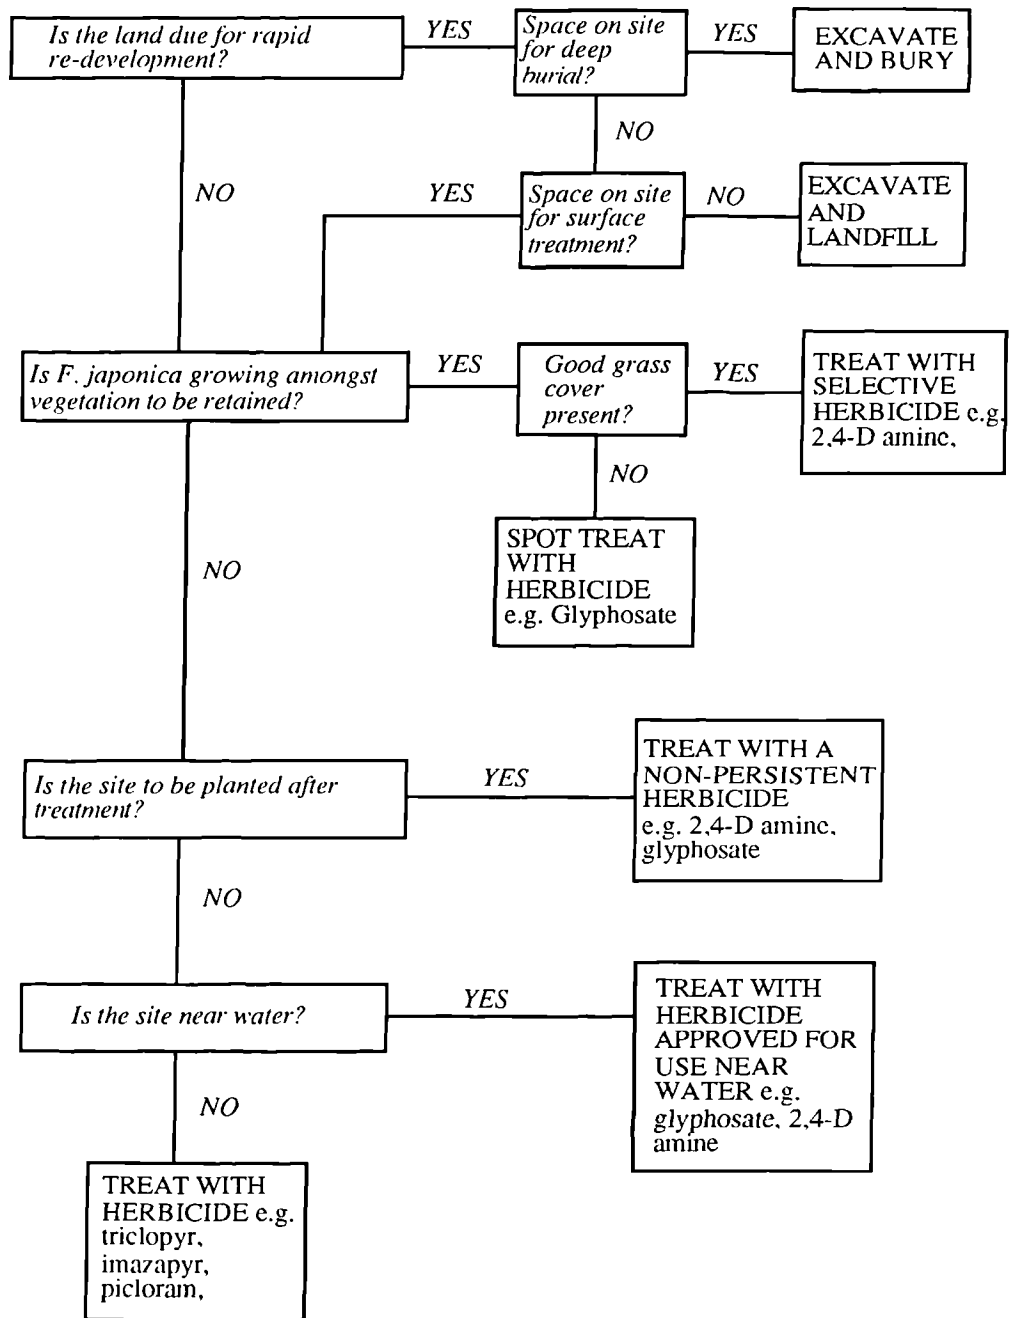 Is the land due for rapid
re-development?
YES
Space on site
for deep
burial?
YES
EXCAVATE
AND BURY
NO
NO
YES
Space on site
for surface
treatment?
NO
EXCAVATE
AND
LANDFILL
Is F. japonica growing amongst
vegetation to be retained?
YES
Good grass
cover
present?
YES
TREAT WITH
SELECTIVE
HERBICIDE e.g.
2,4-D amine,
NO
SPOT TREAT
WITH
HERBICIDE
e.g. Glyphosate
NO
Is the site to be planted after
treatment?
YES
TREAT WITH A
NON-PERSISTENT
HERBICIDE
e.g. 2,4-D amine,
glyphosate
NO
Is the site near water?
YES
TREAT WITH
HERBICIDE
APPROVED FOR
USE NEAR
WATER e.g.
glyphosate, 2,4-D
amine
NO
TREAT WITH
HERBICIDE e.g.
triclopyr,
imazapyr,
picloram,